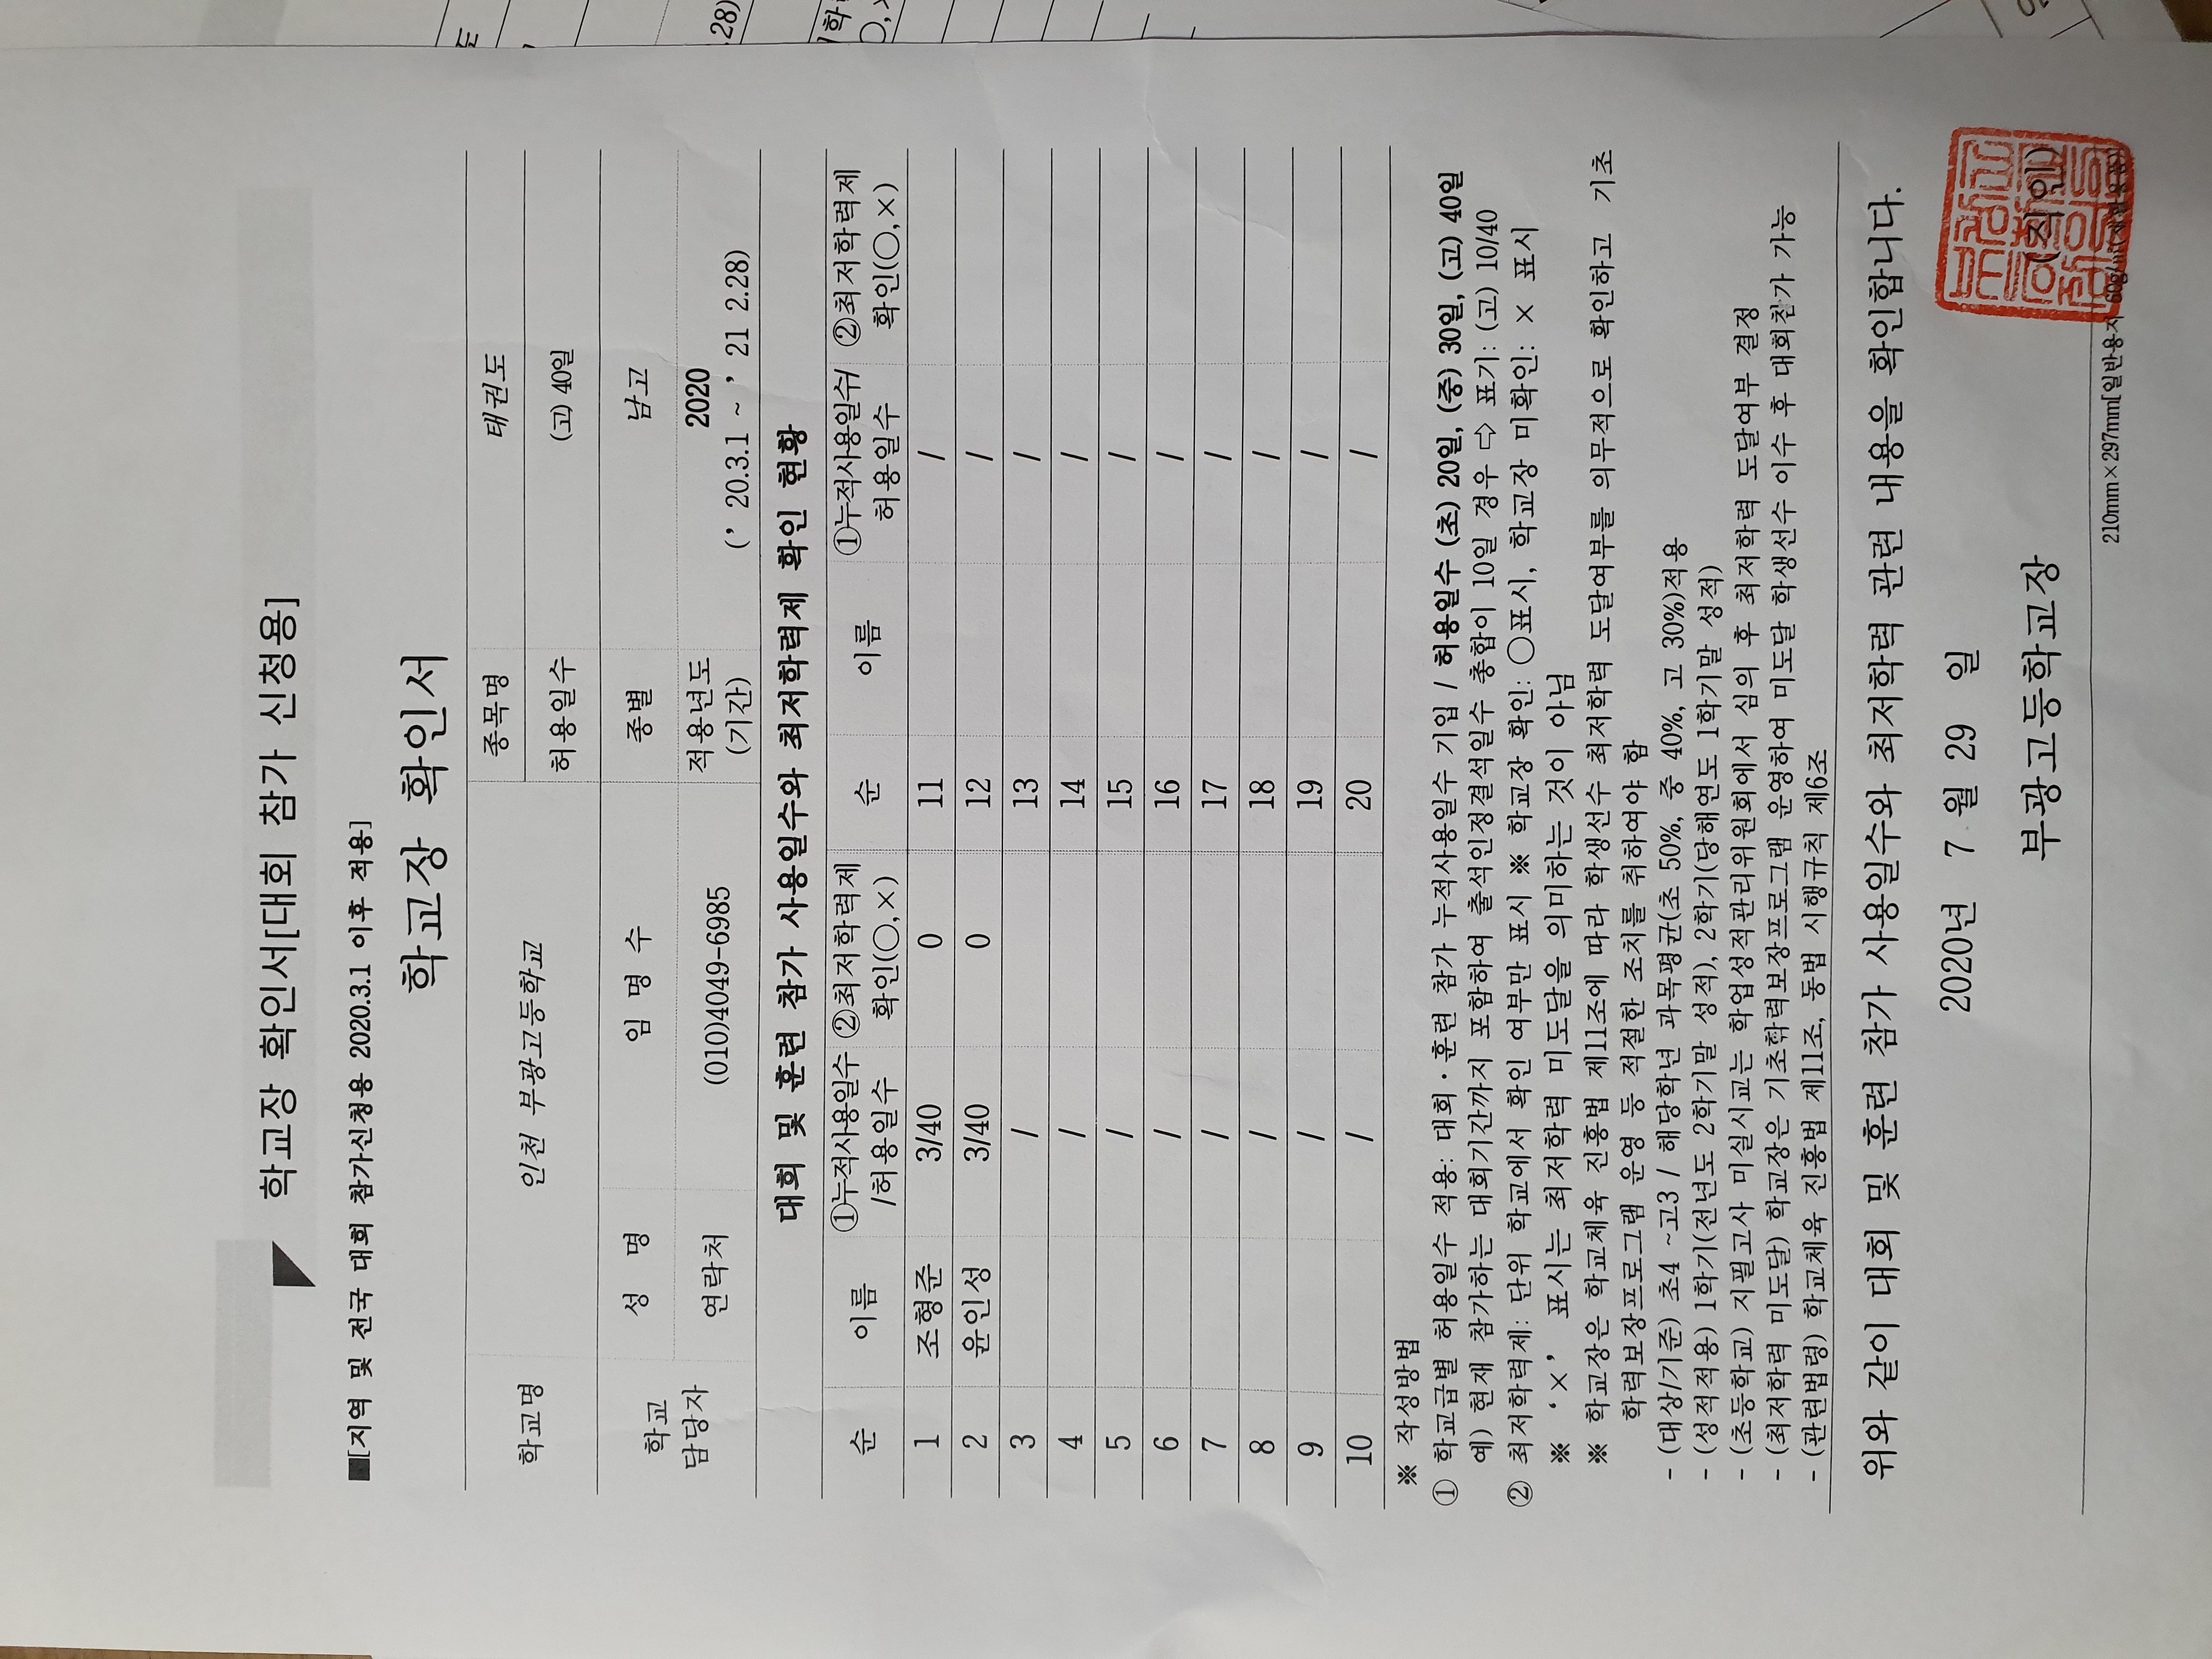 학교장 확인서[대회 참가 신청용]
■[지역 및 전국 대회 참가신청용 2020.3.1 이후 적용]
학교장 확인서
학교명 인천 부광고등학교 종목명 태권도
허용일수 (고) 40일
학교 담당자 성 명 임 명 수 종별 남고
연락처 (010)4049-6985 적용년도 (기간) 2020 (’20.3.1 ~ ’21 2.28)
대회 및 훈련 참가 사용일수와 최저학력제 확인 현황
순 이름 ①누적사용일수/허용일수 ②최저학력제 확인(○,×) 순 이름 ①누적사용일수/허용일수 ②최저학력제 확인(○,×)
1 조형준 3/40 0 11 /
2 윤인성 3/40 0 12 /
3 / 13 /
4 / 14 /
5 / 15 /
6 / 16 /
7 / 17 /
8 / 18 /
9 / 19 /
10 / 20 /
※ 작성방법
① 학교급별 허용일수 적용: 대회·훈련 참가 누적사용일수 기입 / 허용일수 (초) 20일, (중) 30일, (고) 40일
예) 현재 참가하는 대회기간까지 포함하여 출석인정결석일수 총합이 10일 경우 ⇨ 표기: (고) 10/40
② 최저학력제: 단위 학교에서 확인 여부만 표시 ※ 학교장 확인: ○표시, 학교장 미확인: × 표시
※ ‘×’ 표시는 최저학력 미도달을 의미하는 것이 아님
※ 학교장은 학교체육 진흥법 제11조에 따라 학생선수 최저학력 도달여부를 의무적으로 확인하고 기초
학력보장프로그램 운영 등 적절한 조치를 취하여야 함
- (대상/기준) 초4 ~고3 / 해당학년 과목평균(초 50%, 중 40%, 고 30%)적용
- (성적적용) 1학기(전년도 2학기말 성적), 2학기(당해연도 1학기말 성적)
- (초등학교) 지필고사 미실시교는 학업성적관리위원회에서 심의 후 최저학력 도달여부 결정
- (최저학력 미도달) 학교장은 기초학력보장프로그램 운영하여 미도달 학생선수 이수 후 대회참가 가능
- (관련법령) 학교체육 진흥법 제11조, 동법 시행규칙 제6조
위와 같이 대회 및 훈련 참가 사용일수와 최저학력 관련 내용을 확인합니다.
2020년 7 월 29 일
부광고등학교장 (직인)
210mm×297mm[일반용지 60g/㎡